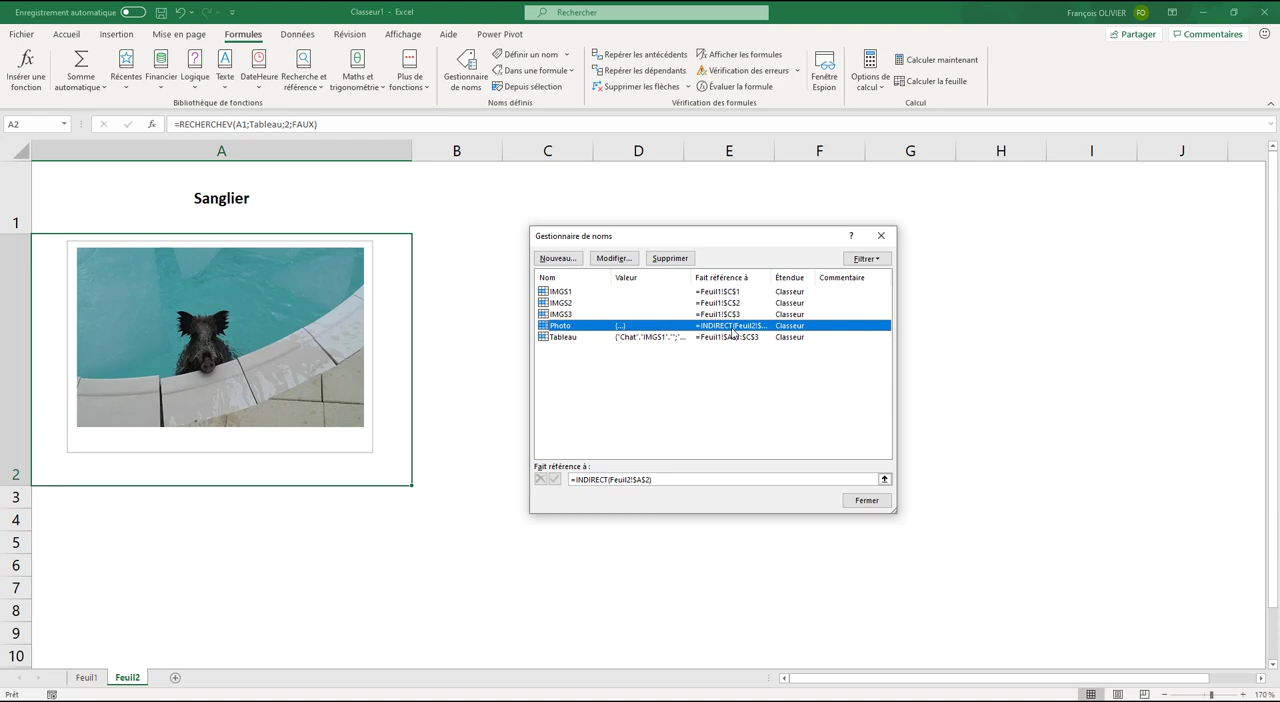 Enregistrement automatique
Classeur1 - Excel
Rechercher
François OLIVIER FO
Fichier Accueil Insertion Mise en page Formules Données Révision Affichage Aide Power Pivot
Partager Commentaires
fx Insérer une fonction
Σ Somme automatique
Récentes
Financier
Logique
Texte
DateHeure
Recherche et référence
Maths et trigonométrie
Plus de fonctions
Bibliothèque de fonctions
Gestionnaire de noms
Définir un nom
Dans une formule
Depuis sélection
Noms définis
Repérer les antécédents
Repérer les dépendants
Supprimer les flèches
Afficher les formules
Vérification des erreurs
Évaluer la formule
Vérification des formules
Fenêtre Espion
Options de calcul
Calculer maintenant
Calculer la feuille
Calcul
A2 fx =RECHERCHEV(A1;Tableau;2;FAUX)
A B C D E F G H I J
1 Sanglier
2
3
4
5
6
7
8
9
10
Gestionnaire de noms ?
Nouveau... Modifier... Supprimer Filtrer
Nom Valeur Fait référence à Étendue Commentaire
IMGS1 =Feuil1!$C$1 Classeur
IMGS2 =Feuil1!$C$2 Classeur
IMGS3 =Feuil1!$C$3 Classeur
Photo {...} =INDIRECT(Feuil2!$... Classeur
Tableau {"Chat"."IMGS1"."";"... =Feuil1!$A$1:$C$3 Classeur
Fait référence à :
=INDIRECT(Feuil2!$A$2)
Fermer
Feuil1 Feuil2
Prêt
170 %